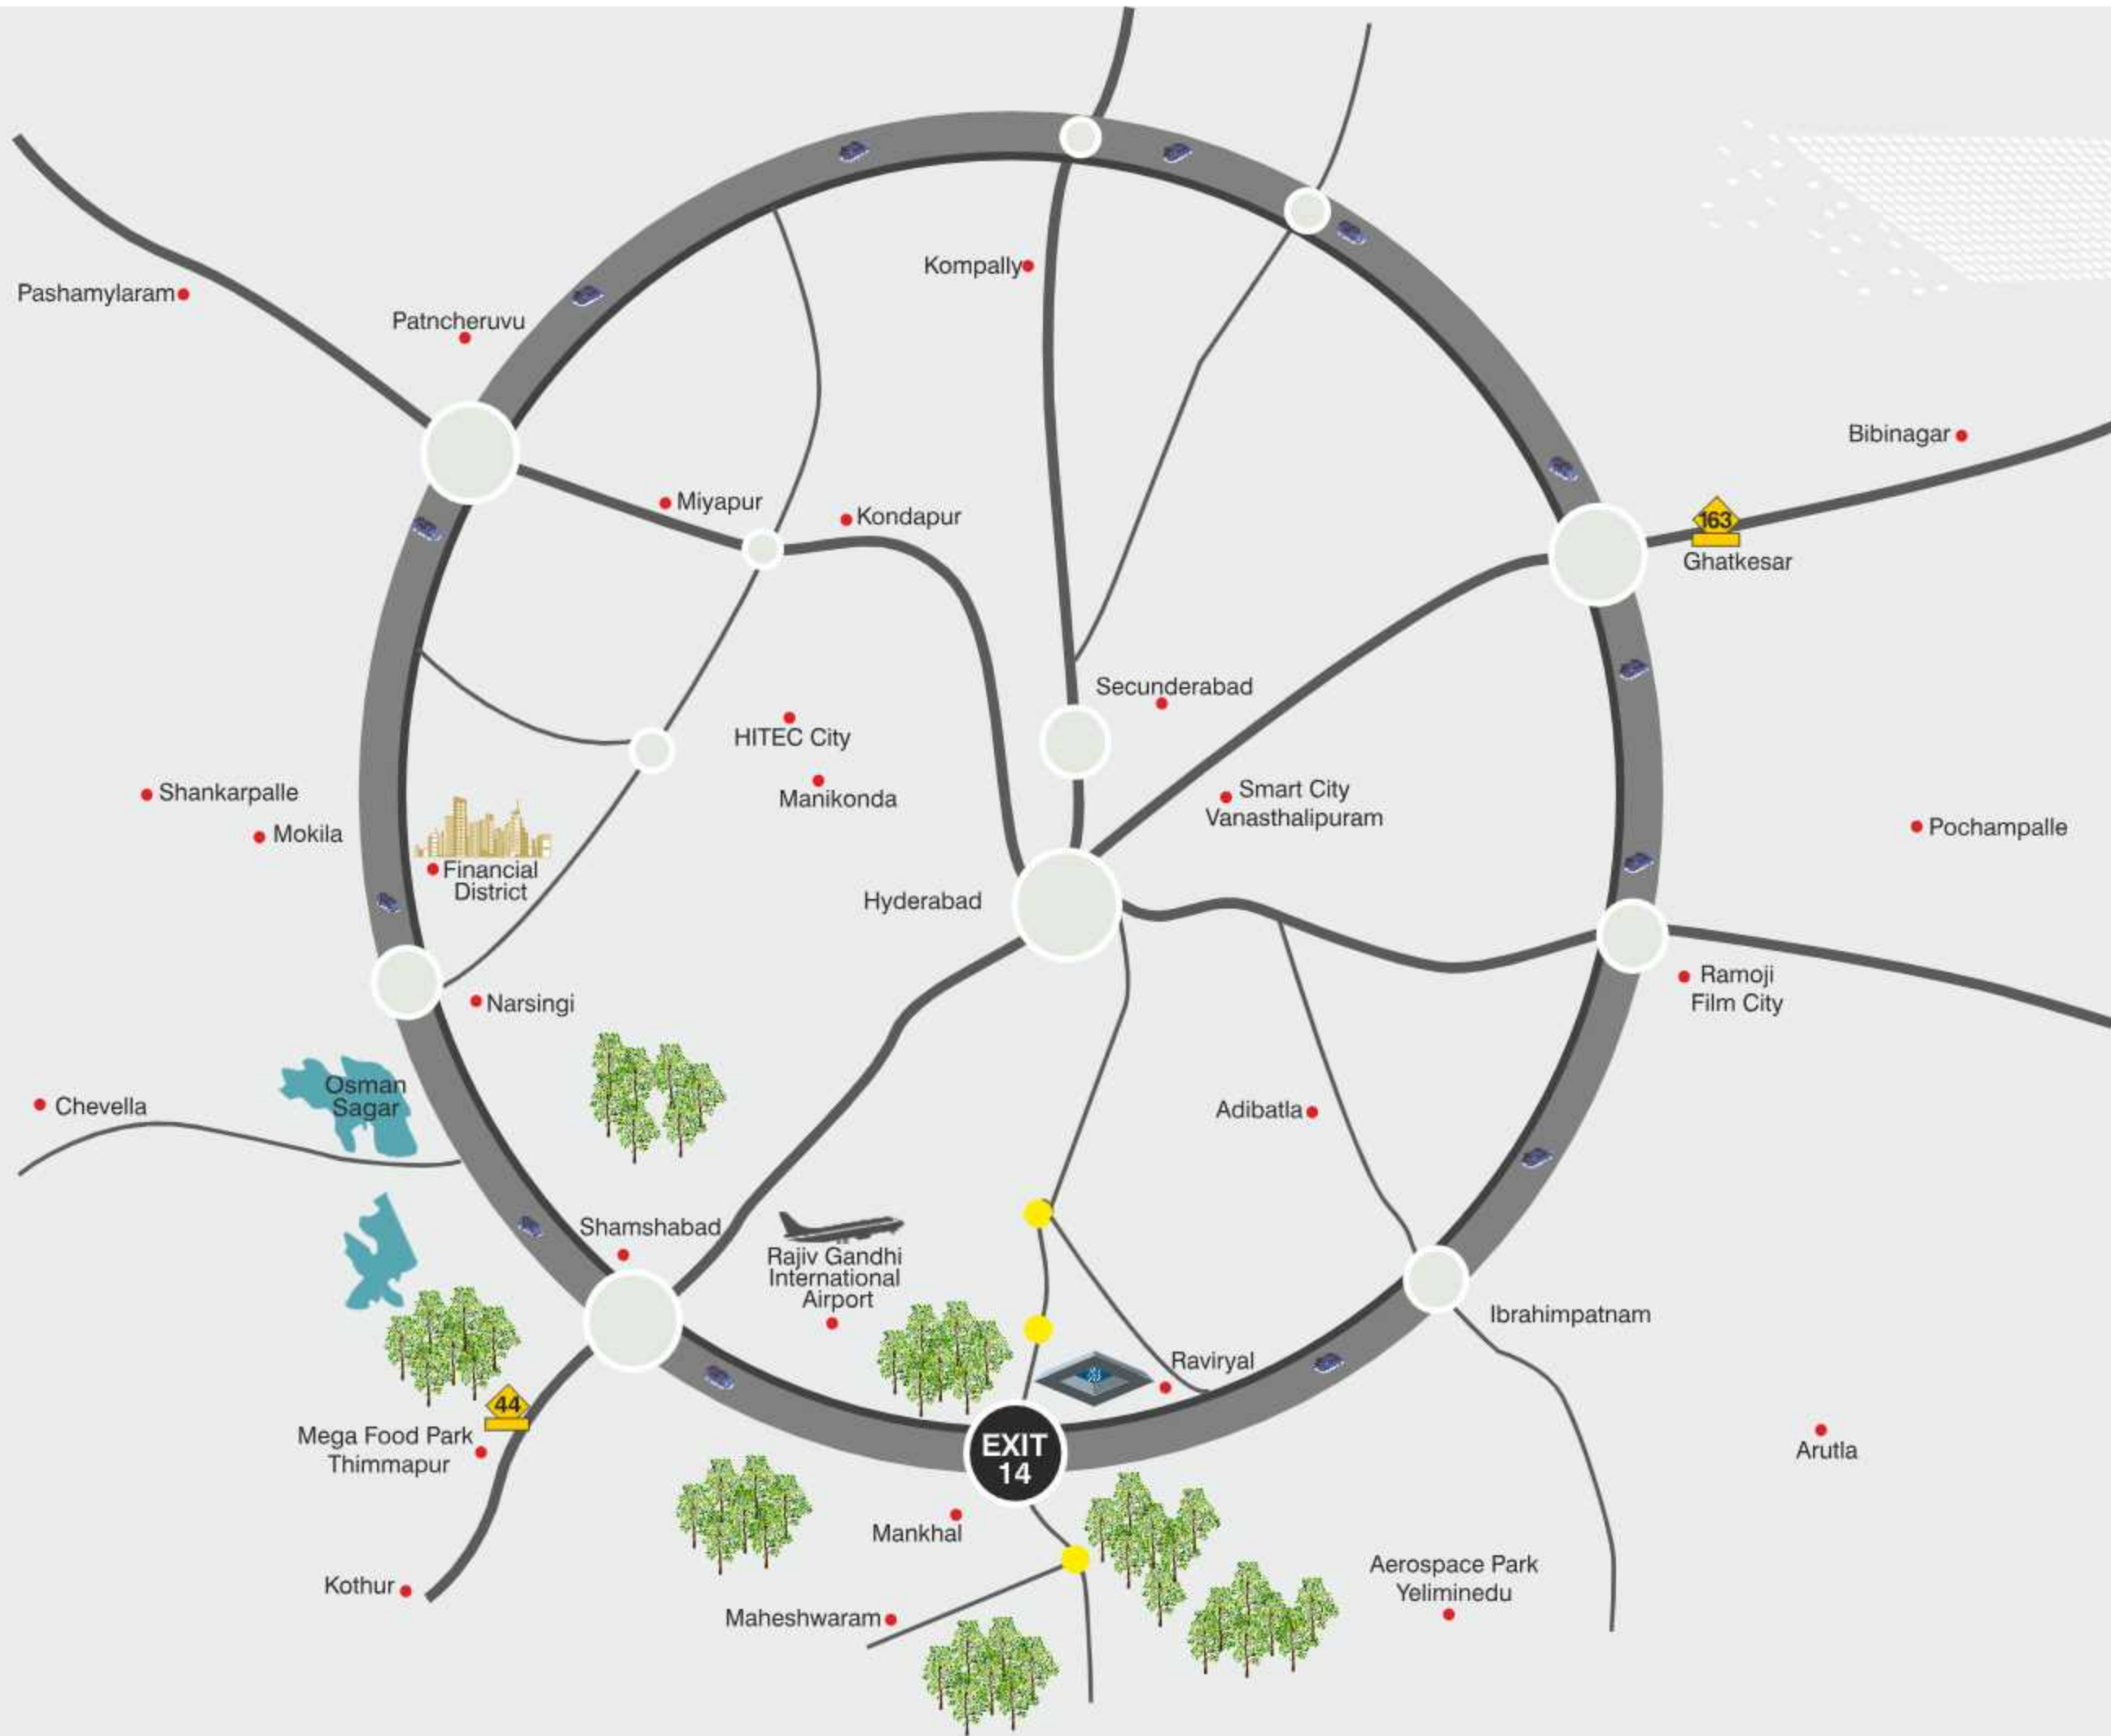 Kompally
Pashamylaram
Patncheruvu
Bibinagar
Miyapur
Kondapur
163
Ghatkesar
Secunderabad
HITEC City
Manikonda
Smart City
Vanasthalipuram
Shankarpalle
Mokila
Pochampalle
Financial
District
Hyderabad
Ramoji
Film City
Narsingi
Osman
Sagar
Chevella
Adibatla
Shamshabad
Rajiv Gandhi
International
Airport
Ibrahimpatnam
Raviryal
44
Mega Food Park
Thimmapur
EXIT
14
Arutla
Mankhal
Aerospace Park
Yeliminedu
Kothur
Maheshwaram